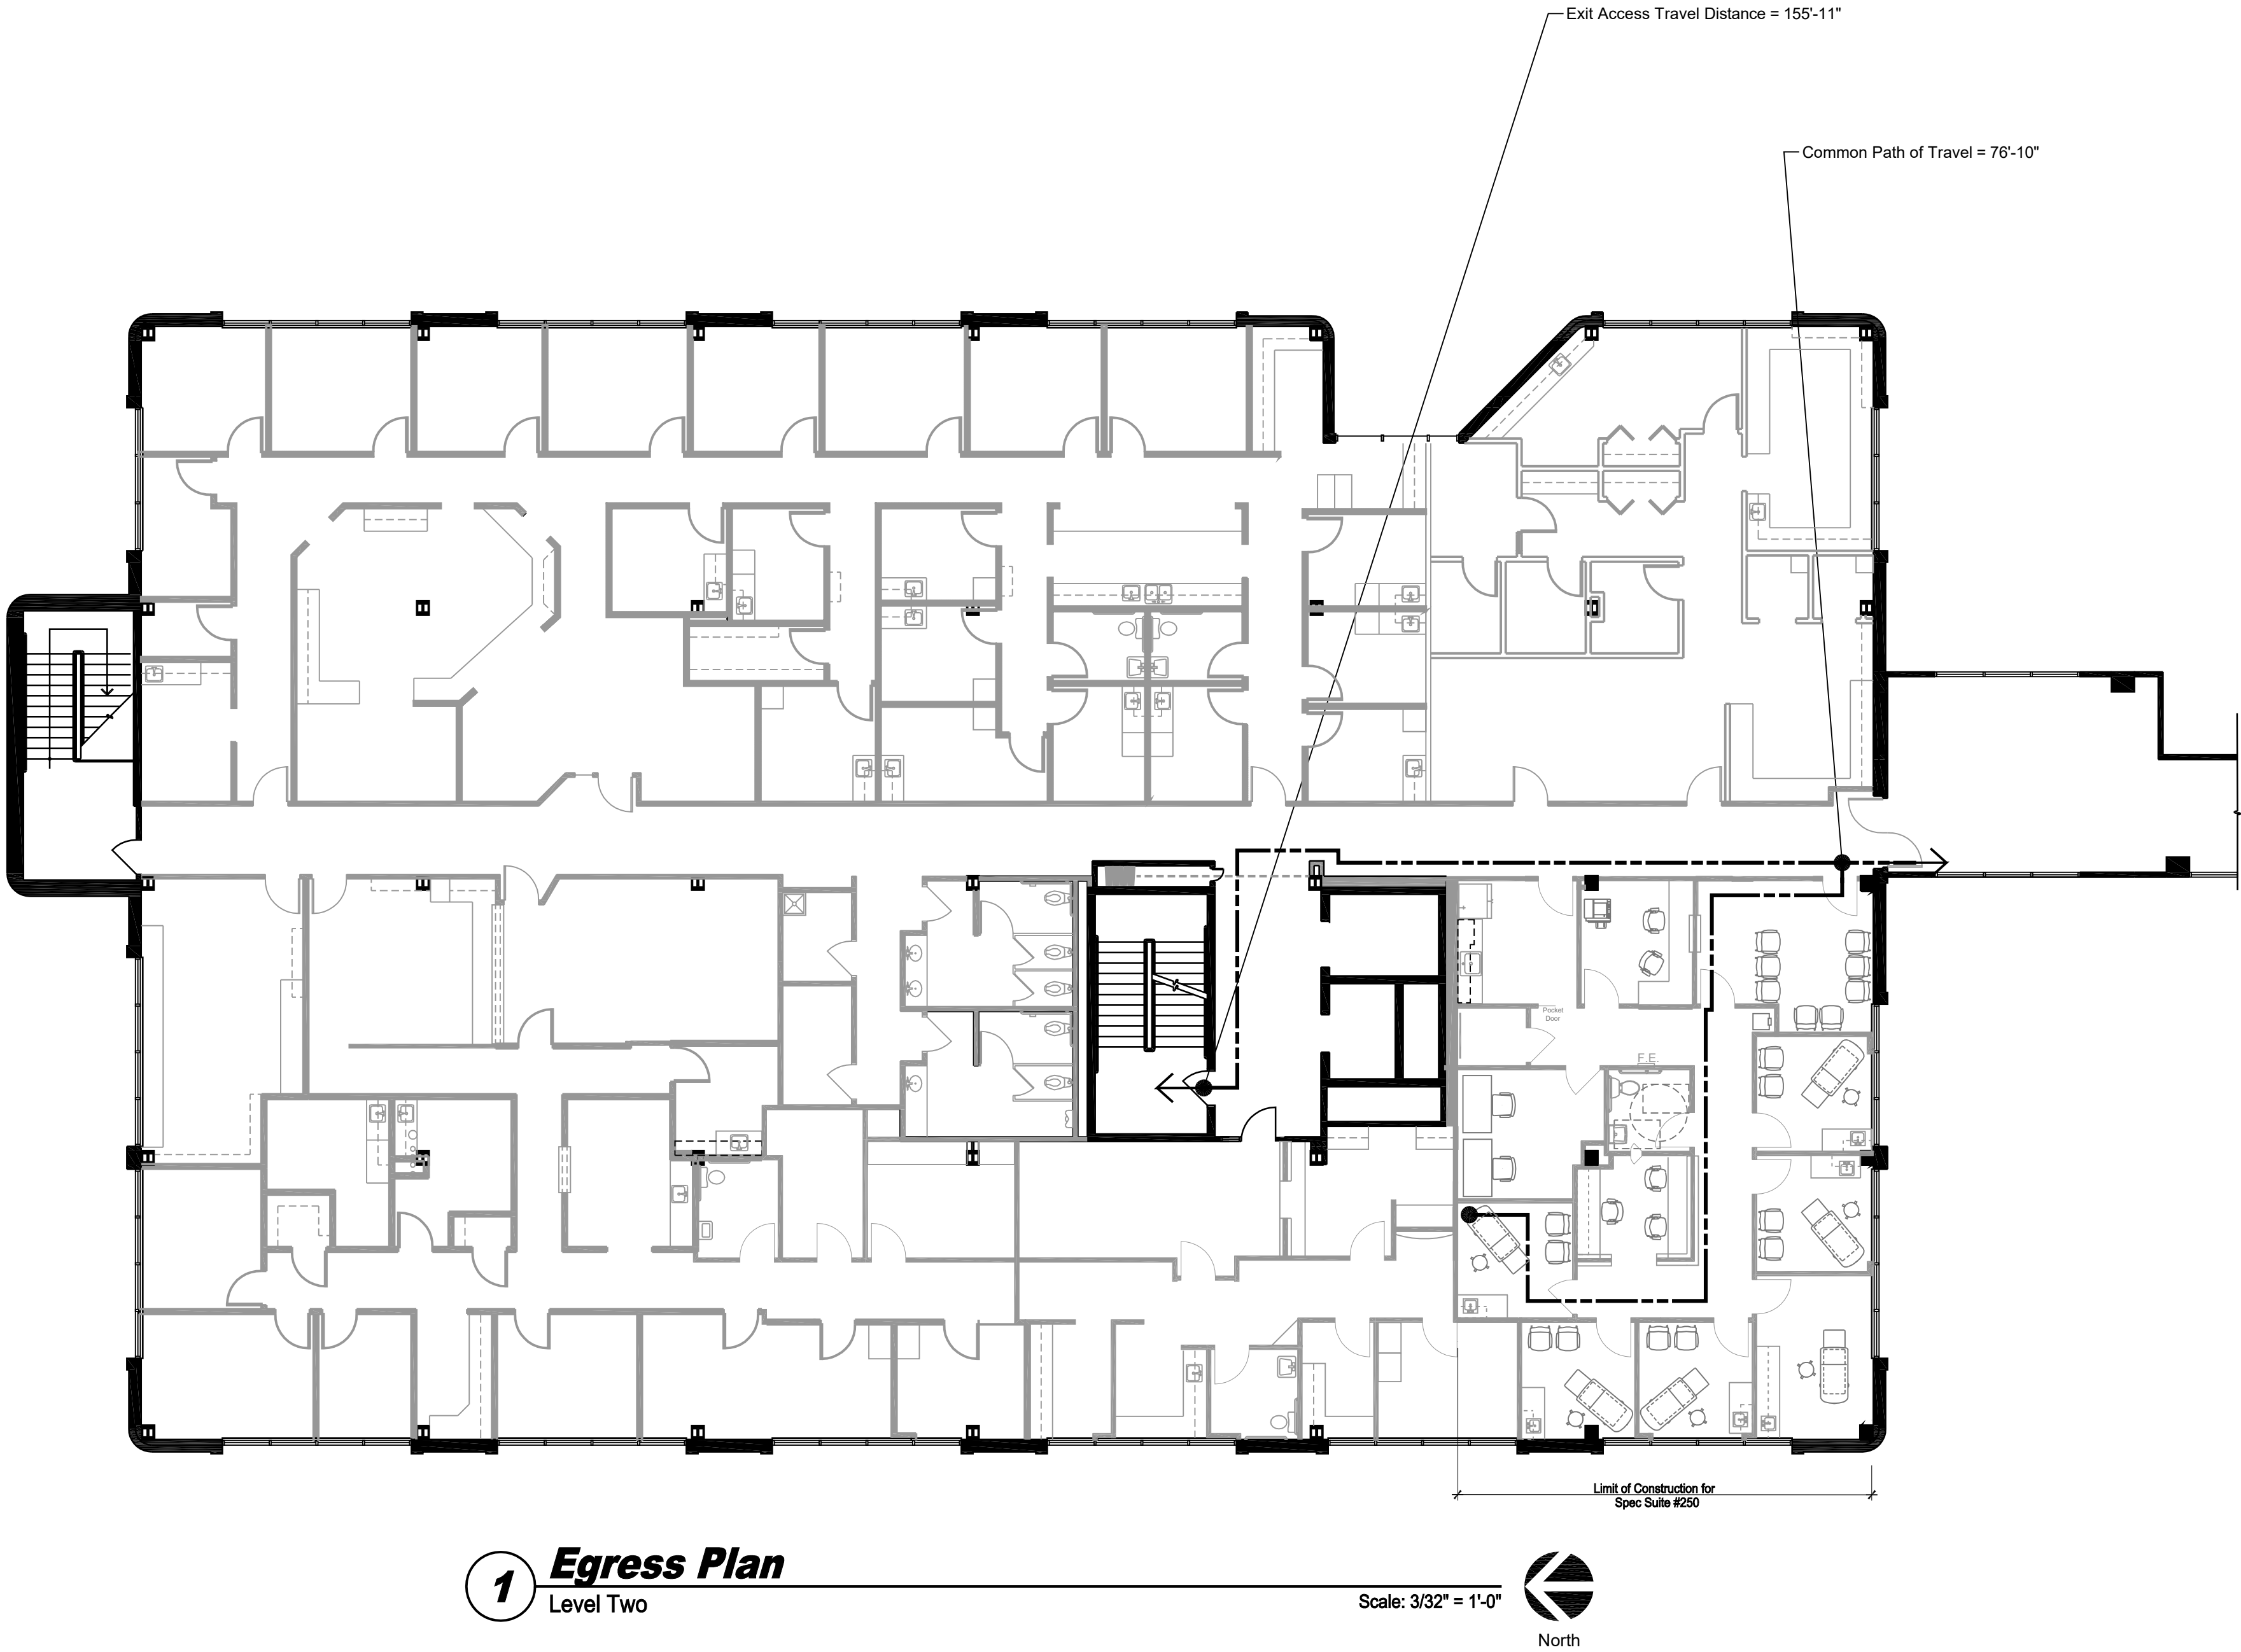 Exit Access Travel Distance = 155'-11"
Common Path of Travel = 76'-10"
Pocket
Door
F.E.
Limit of Construction for
Spec Suite #250
1
Egress Plan
Level Two
Scale: 3/32" = 1'-0"
North